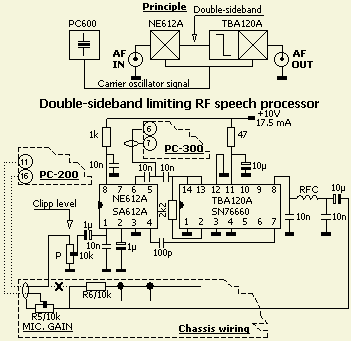 Principle
PC600
NE612A
Double-sideband
TBA120A
AF
IN
AF
OUT
Carrier oscillator signal
Double-sideband limiting RF speech processor
+10V
17.5 mA
1k
6
7
PC-300
47
11
16
PC-200
10n
10n
10n
10µ
Clipp level
8 7 6 5
NE612A
SA612A
1 2 3 4
2k2
14 13 12 11 10 9 8
TBA120A
SN76660
1 2 3 4 5 6 7
RFC
10µ
1µ
10n
1µ
10n
10n
P
10k
100p
R6/10k
R5/10k
MIC. GAIN
Chassis wiring